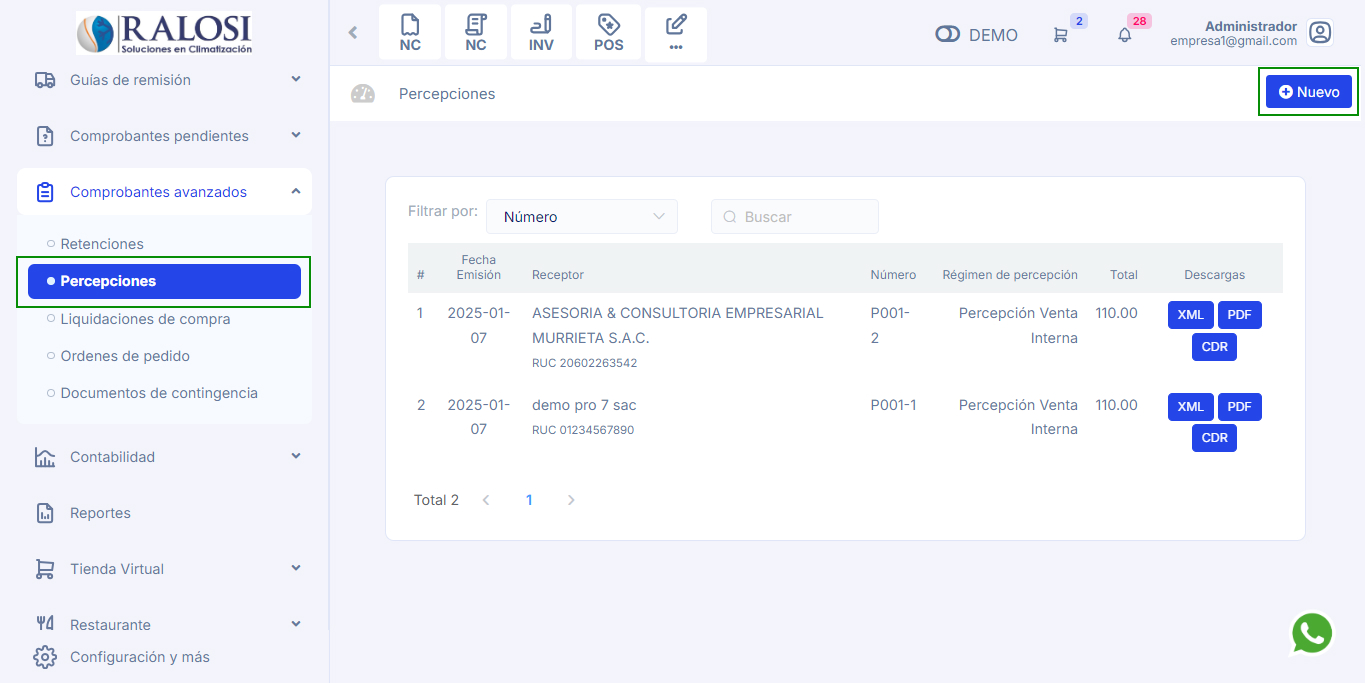 RALOSI
Soluciones en Climatización
Guías de remisión
Comprobantes pendientes
Comprobantes avanzados
Retenciones
Percepciones
Liquidaciones de compra
Ordenes de pedido
Documentos de contingencia
Contabilidad
Reportes
Tienda Virtual
Restaurante
Configuración y más
NC
NC
INV
POS
DEMO
2
28
Administrador
empresa1@gmail.com
Percepciones
Nuevo
Filtrar por:
Número
Buscar
# Fecha Emisión Receptor Número Régimen de percepción Total Descargas
1 2025-01-07 ASESORIA & CONSULTORIA EMPRESARIAL MURRIETA S.A.C. P001-2 Percepción Venta Interna 110.00 XML PDF
RUC 20602263542 CDR
2 2025-01-07 demo pro 7 sac P001-1 Percepción Venta Interna 110.00 XML PDF
RUC 01234567890 CDR
Total 2 1